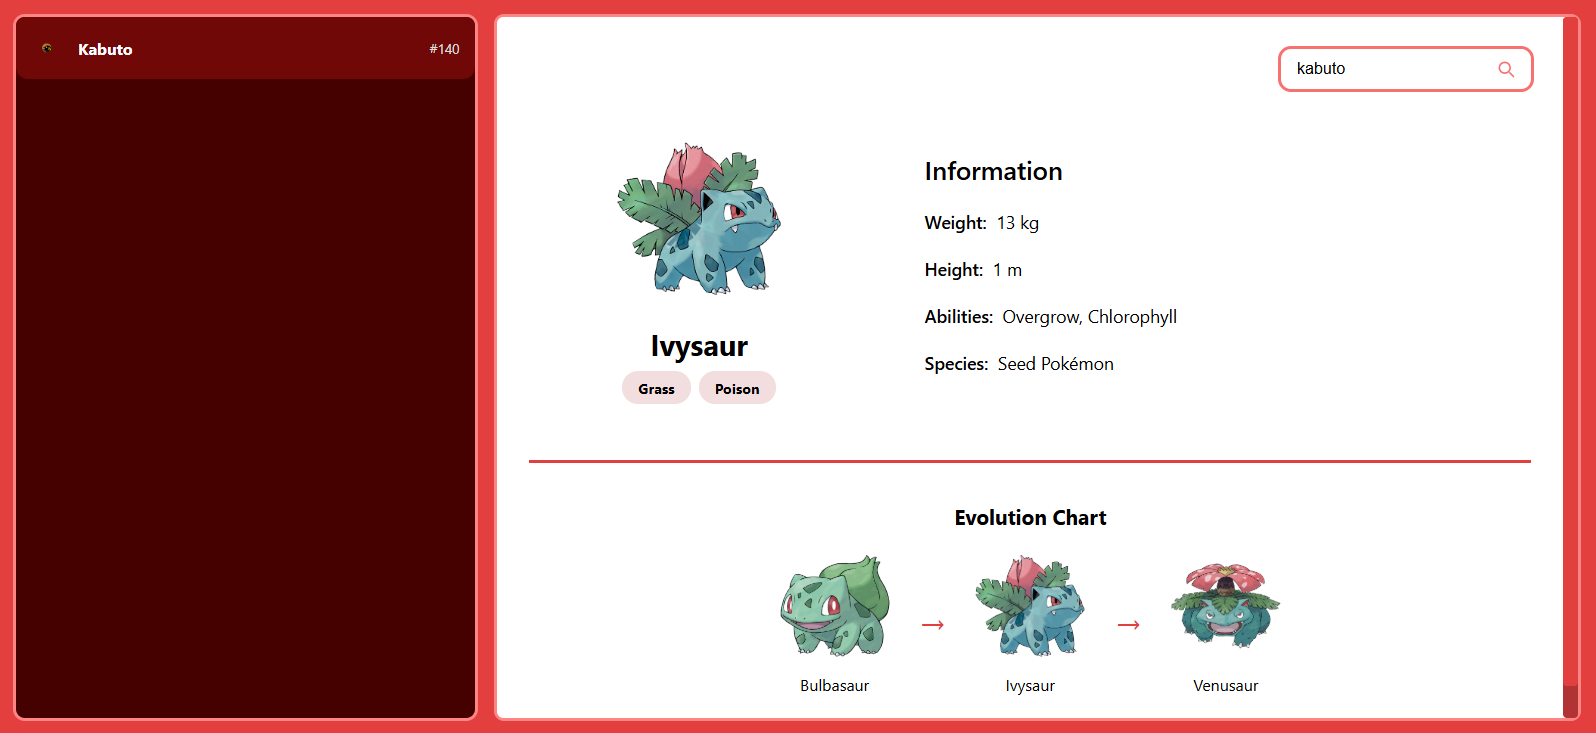 Kabuto #140
kabuto
Ivysaur
Grass Poison
Information
Weight: 13 kg
Height: 1 m
Abilities: Overgrow, Chlorophyll
Species: Seed Pokémon
Evolution Chart
→ →
Bulbasaur Ivysaur Venusaur